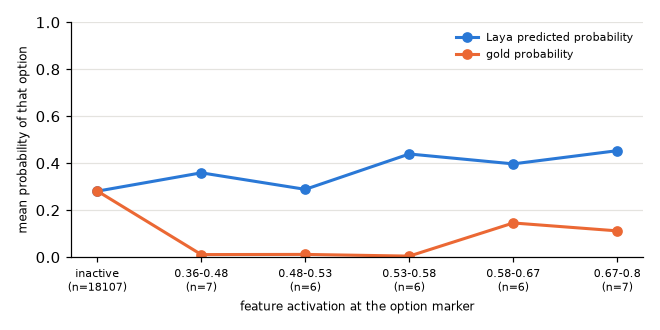 1.0
0.8
0.6
0.4
0.2
0.0
mean probability of that option
Laya predicted probability
gold probability
inactive
(n=18107)
0.36-0.48
(n=7)
0.48-0.53
(n=6)
0.53-0.58
(n=6)
0.58-0.67
(n=6)
0.67-0.8
(n=7)
feature activation at the option marker